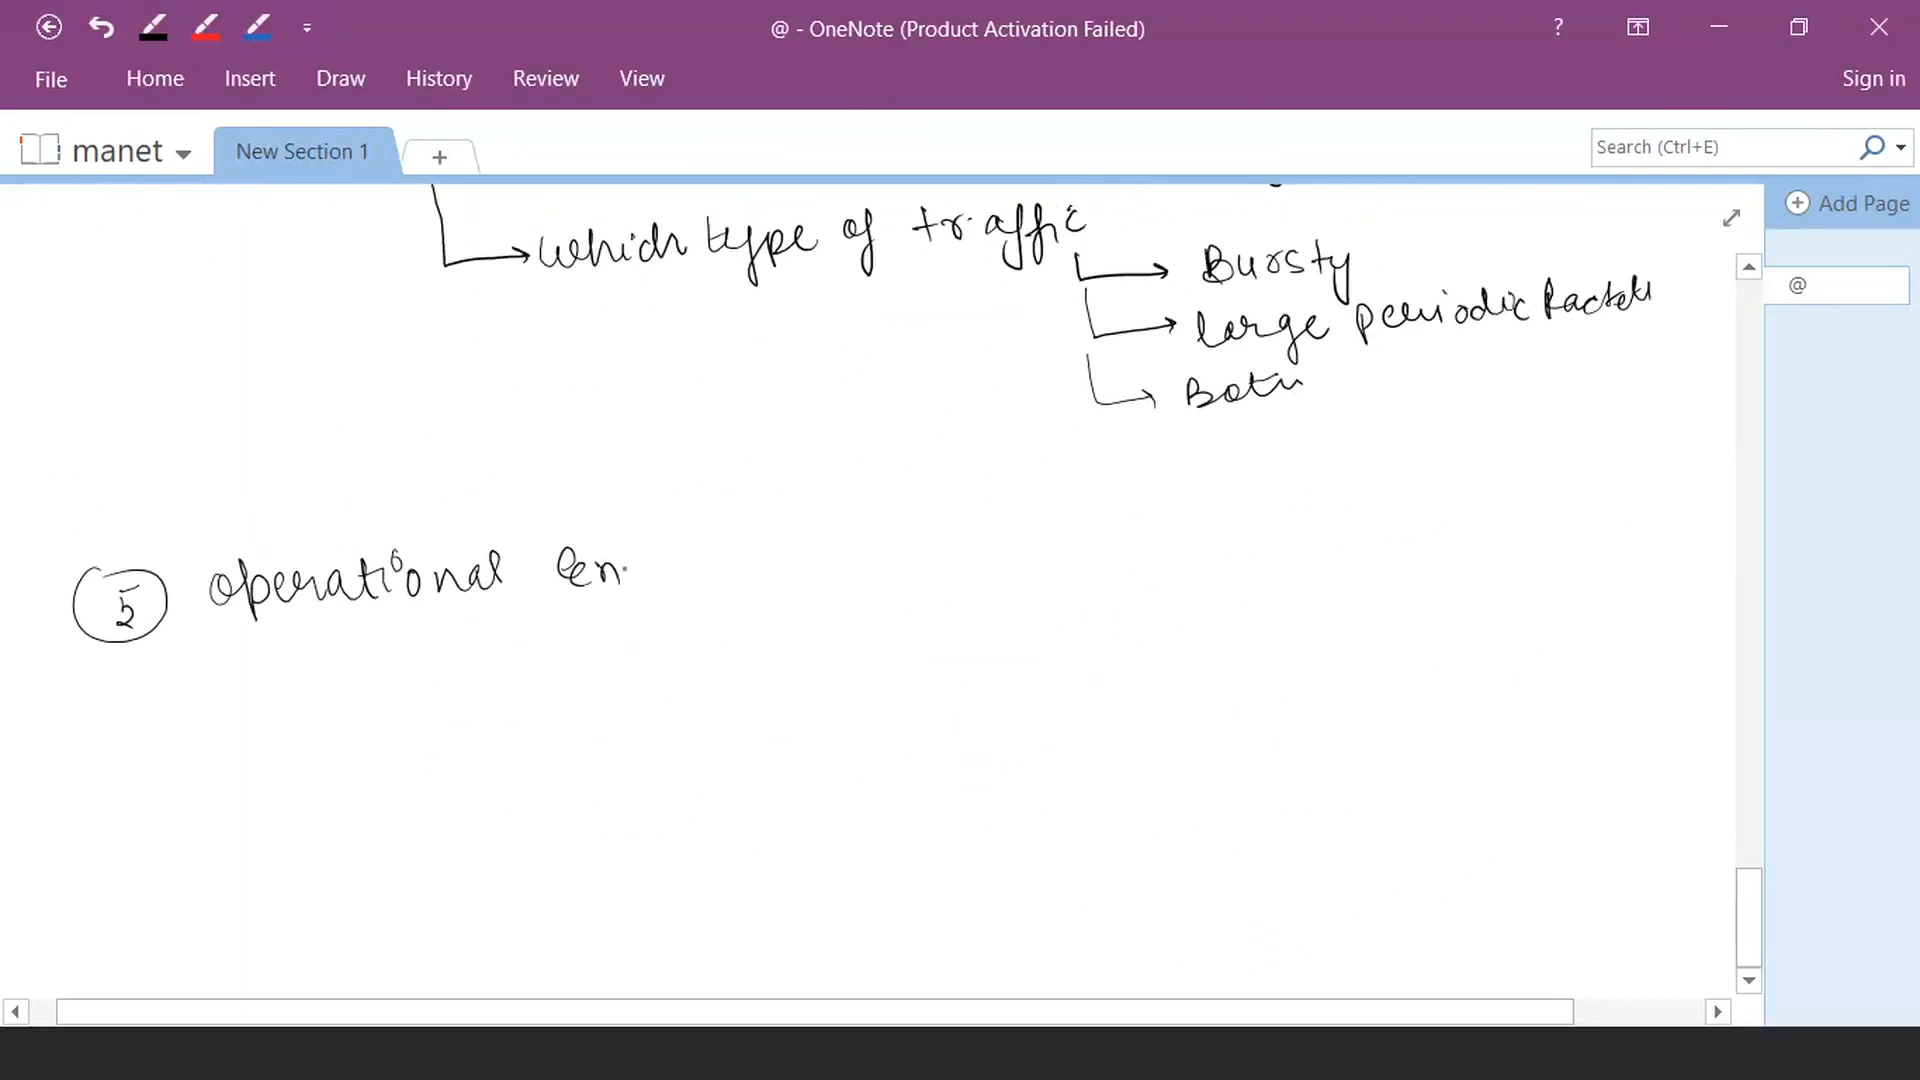 @ - OneNote (Product Activation Failed)
?
File Home Insert Draw History Review View Sign in
manet New Section 1 + Search (Ctrl+E)
Add Page
@
which type of traffic
Bursty
large periodic Packets
Both
5 operational en